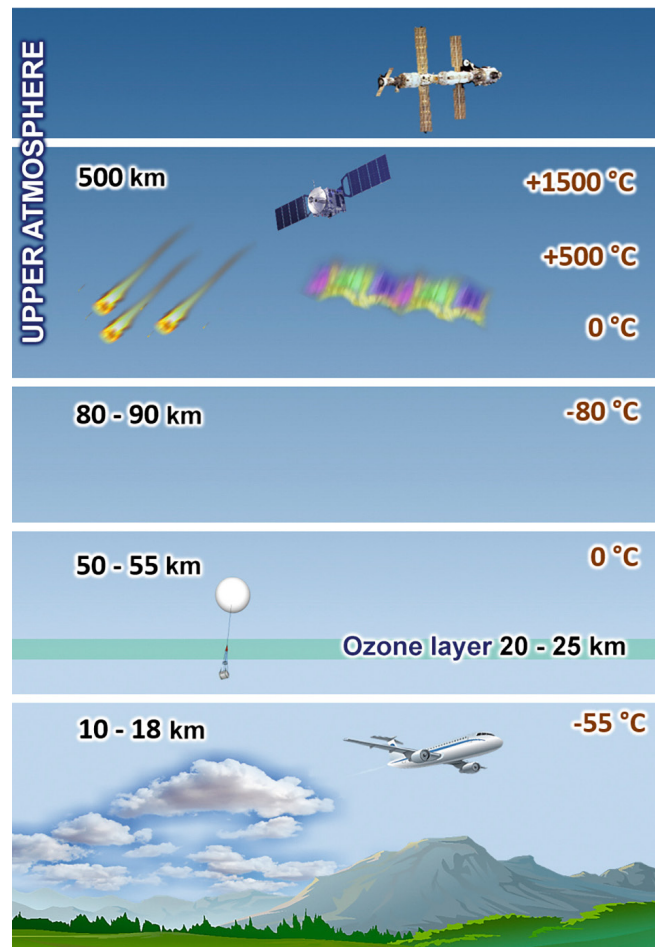 UPPER ATMOSPHERE
500 km
+1500 °C
+500 °C
0 °C
80 - 90 km
-80 °C
50 - 55 km
0 °C
Ozone layer 20 - 25 km
10 - 18 km
-55 °C